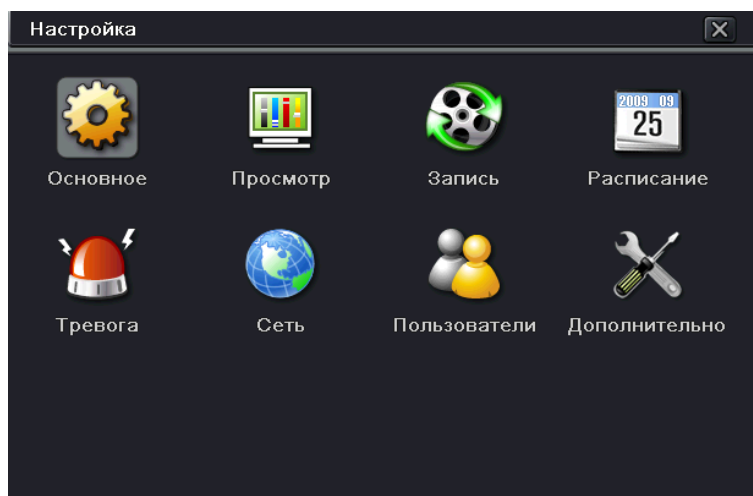 Настройка
2009 09
25
Основное Просмотр Запись Расписание
Тревога Сеть Пользователи Дополнительно